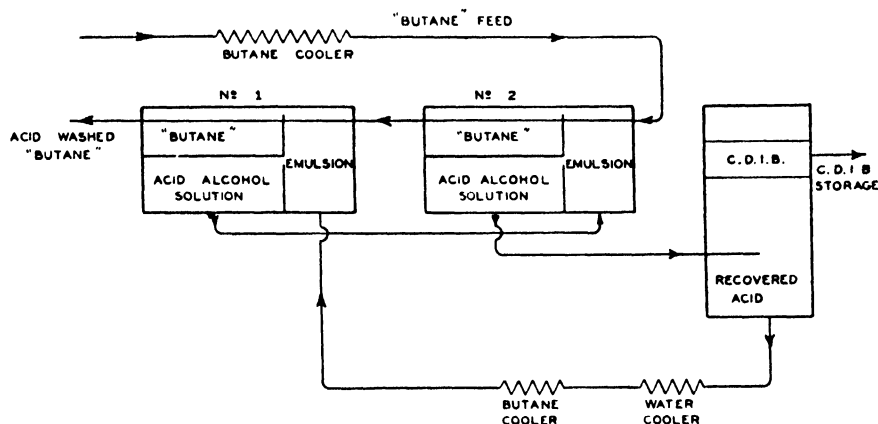 "BUTANE" FEED
BUTANE COOLER
Nº 1
Nº 2
ACID WASHED
"BUTANE"
"BUTANE"
EMULSION
ACID ALCOHOL
SOLUTION
"BUTANE"
EMULSION
ACID ALCOHOL
SOLUTION
C.D.I.B.
C.D.I.B
STORAGE
RECOVERED
ACID
BUTANE
COOLER
WATER
COOLER